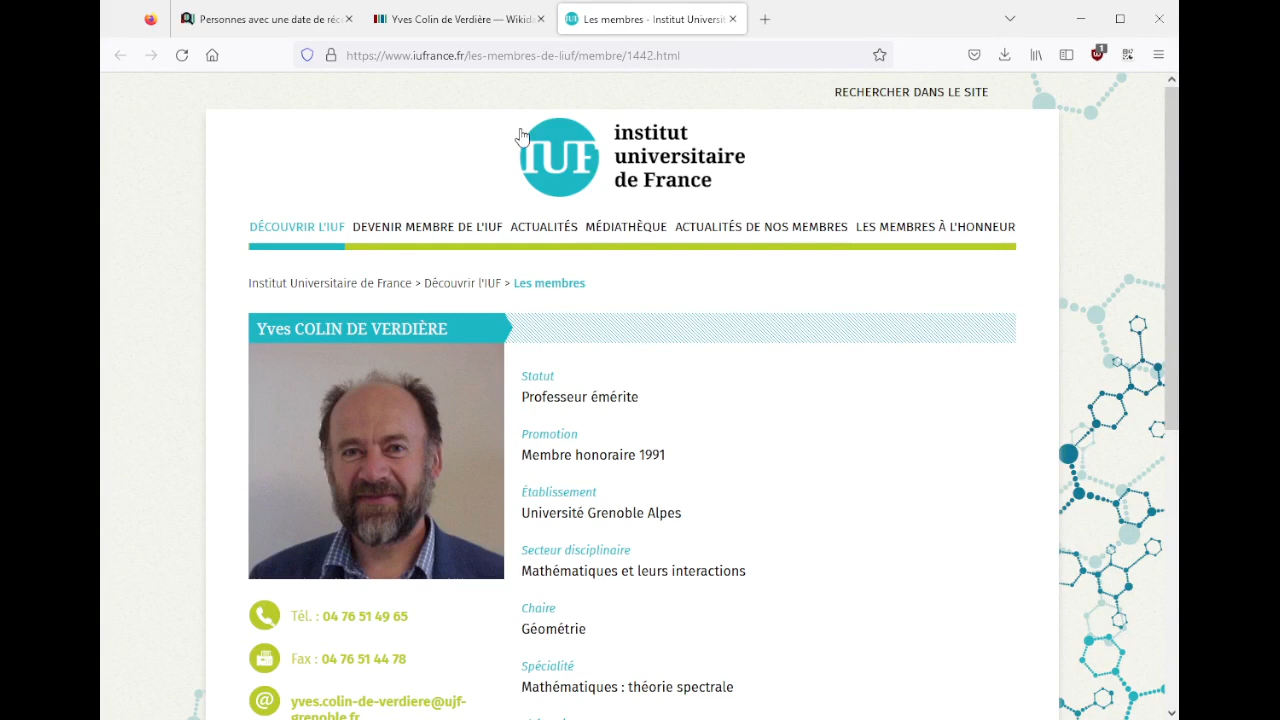 Personnes avec une date de réc
Yves Colin de Verdière — Wikida
Les membres - Institut Universit
https://www.iufrance.fr/les-membres-de-liuf/membre/1442.html
1
RECHERCHER DANS LE SITE
IUF
institut
universitaire
de France
DÉCOUVRIR L'IUF DEVENIR MEMBRE DE L'IUF ACTUALITÉS MÉDIATHÈQUE ACTUALITÉS DE NOS MEMBRES LES MEMBRES À L'HONNEUR
Institut Universitaire de France > Découvrir l'IUF > Les membres
Yves COLIN DE VERDIÈRE
Statut
Professeur émérite
Promotion
Membre honoraire 1991
Établissement
Université Grenoble Alpes
Secteur disciplinaire
Mathématiques et leurs interactions
Chaire
Géométrie
Spécialité
Mathématiques : théorie spectrale
Tél. : 04 76 51 49 65
Fax : 04 76 51 44 78
yves.colin-de-verdiere@ujf-
grenoble.fr